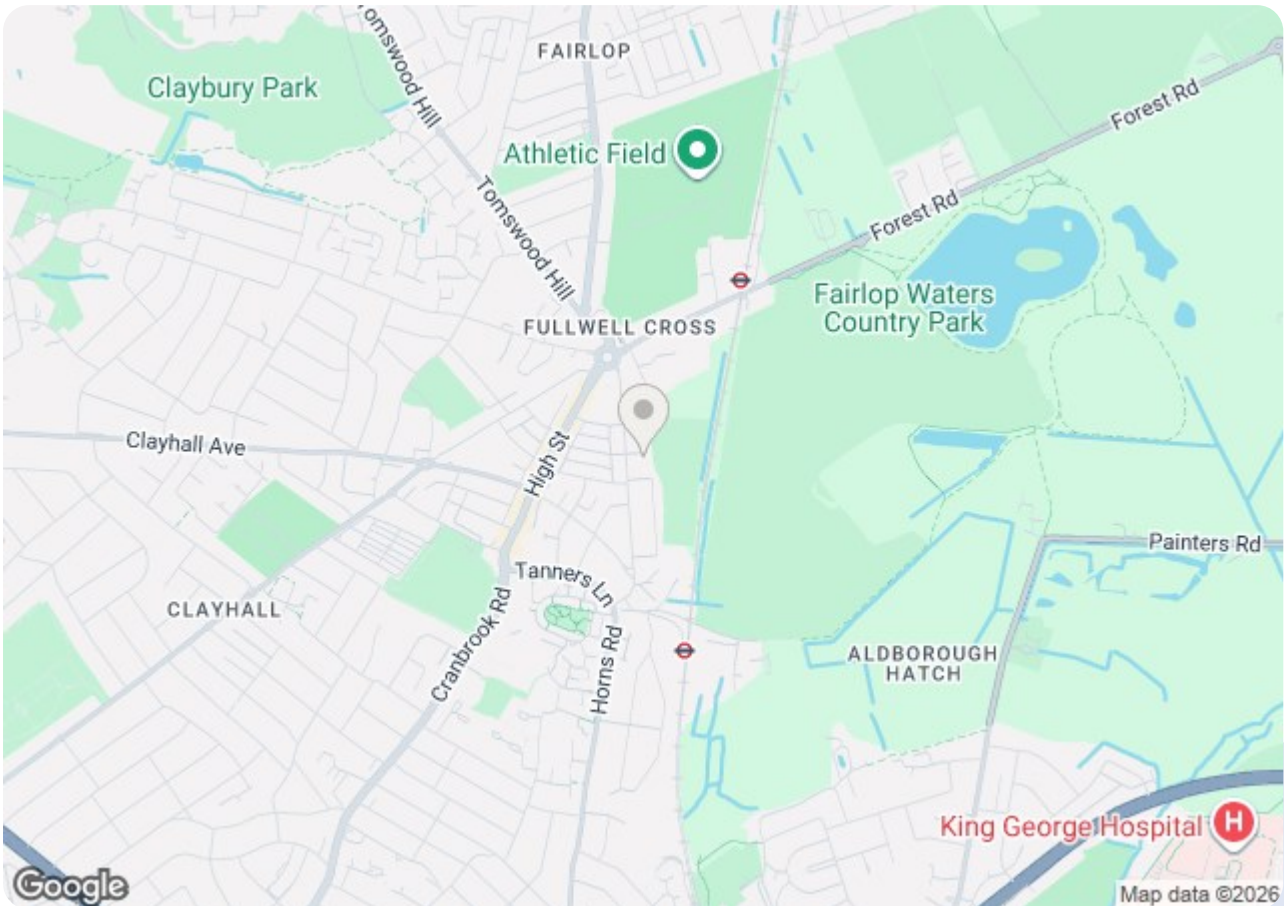 Tomswood Hill
FAIRLOP
Claybury Park
Forest Rd
Athletic Field
Tomswood Hill
Forest Rd
Fairlop Waters
Country Park
FULLWELL CROSS
Clayhall Ave
High St
Painters Rd
Tanners Ln
CLAYHALL
Cranbrook Rd
Horns Rd
ALDBOROUGH
HATCH
King George Hospital
H
Google
Map data ©2026